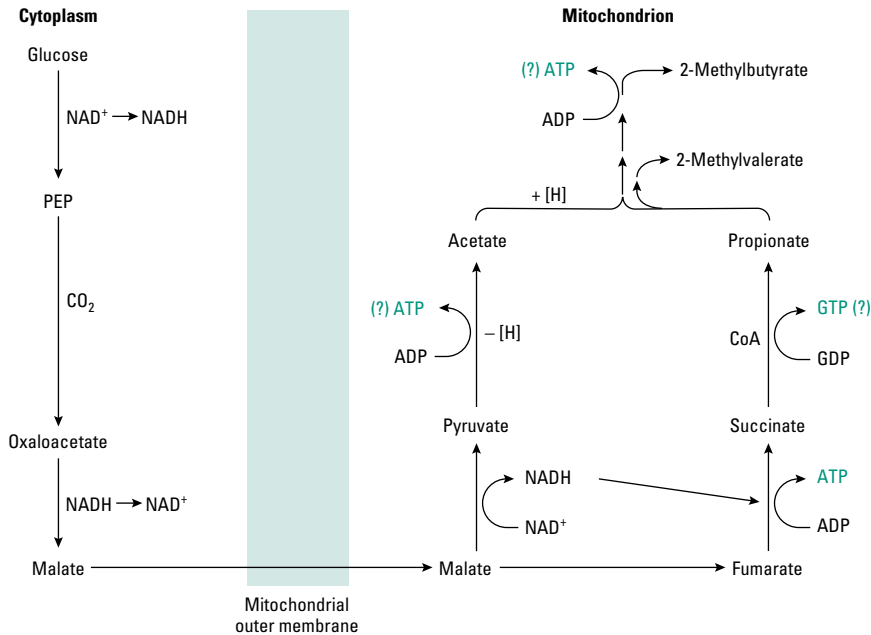 Cytoplasm
Mitochondrion
Glucose
(?) ATP
2-Methylbutyrate
NAD⁺ → NADH
ADP
2-Methylvalerate
PEP
+ [H]
Acetate
Propionate
CO₂
(?) ATP
GTP (?)
– [H]
CoA
ADP
GDP
Pyruvate
Succinate
Oxaloacetate
NADH
ATP
NADH → NAD⁺
NAD⁺
ADP
Malate
Malate
Fumarate
Mitochondrial
outer membrane